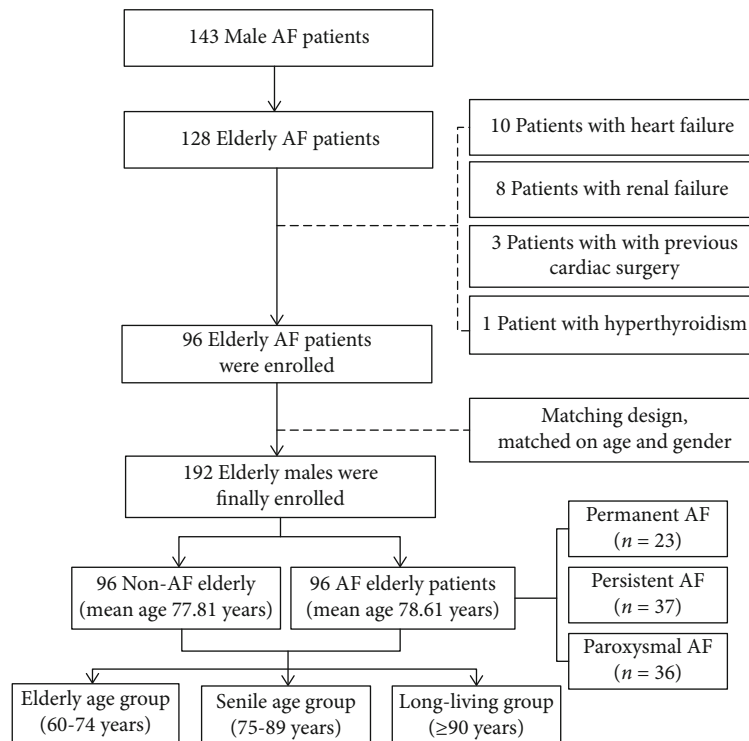 143 Male AF patients
128 Elderly AF patients
10 Patients with heart failure
8 Patients with renal failure
3 Patients with with previous
cardiac surgery
1 Patient with hyperthyroidism
96 Elderly AF patients
were enrolled
Matching design,
matched on age and gender
192 Elderly males were
finally enrolled
96 Non-AF elderly
(mean age 77.81 years)
96 AF elderly patients
(mean age 78.61 years)
Permanent AF
(n = 23)
Persistent AF
(n = 37)
Paroxysmal AF
(n = 36)
Elderly age group
(60-74 years)
Senile age group
(75-89 years)
Long-living group
(≥90 years)